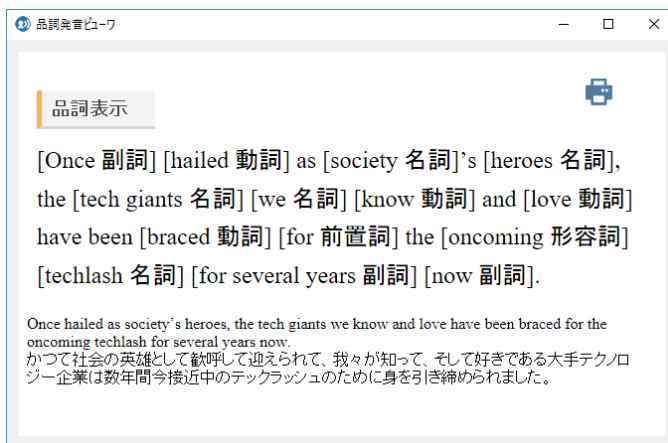 品詞発音ビューワ
品詞表示
[Once 副詞] [hailed 動詞] as [society 名詞]’s [heroes 名詞],
the [tech giants 名詞] [we 名詞] [know 動詞] and [love 動詞]
have been [braced 動詞] [for 前置詞] the [oncoming 形容詞]
[techlash 名詞] [for several years 副詞] [now 副詞].
Once hailed as society’s heroes, the tech giants we know and love have been braced for the
oncoming techlash for several years now.
かつて社会の英雄として歓呼して迎えられて、我々が知って、そして好きである大手テクノロ
ジー企業は数年間今接近中のテックラッシュのために身を引き締められました。